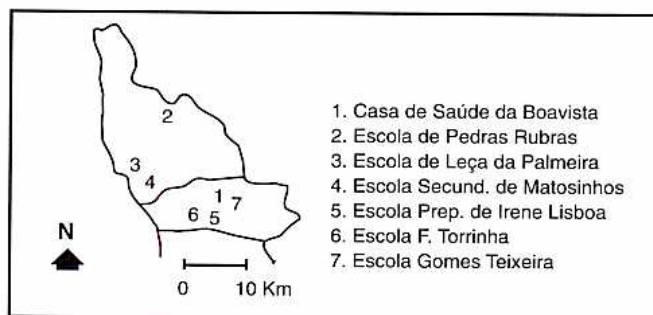 2
3
4
1
7
6
5
N
0 10 Km
1. Casa de Saúde da Boavista
2. Escola de Pedras Rubras
3. Escola de Leça da Palmeira
4. Escola Secund. de Matosinhos
5. Escola Prep. de Irene Lisboa
6. Escola F. Torrinha
7. Escola Gomes Teixeira